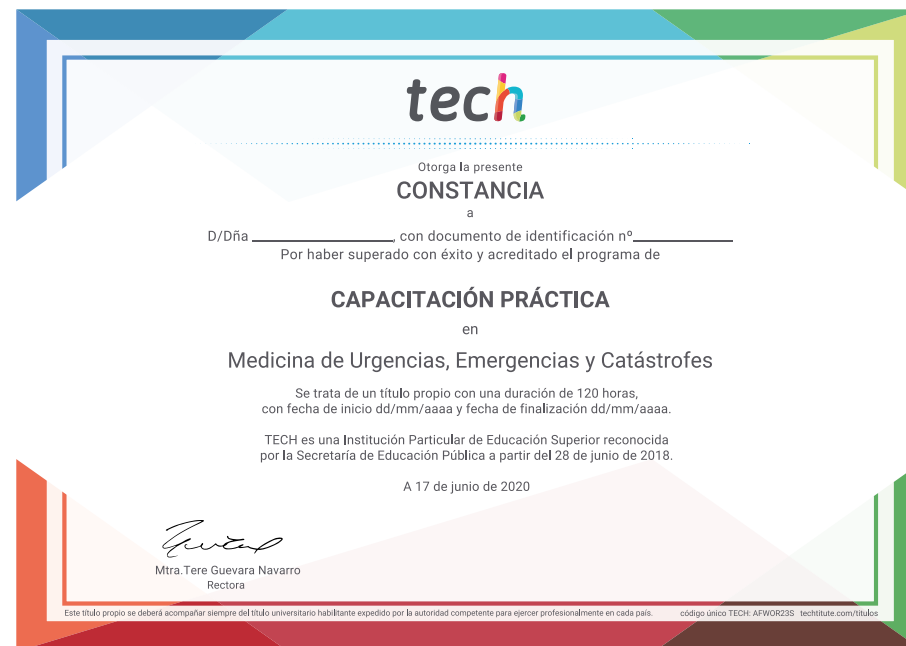 tech
Otorga la presente
CONSTANCIA
a
D/Dña ____________, con documento de identificación nº____________
Por haber superado con éxito y acreditado el programa de
CAPACITACIÓN PRÁCTICA
en
Medicina de Urgencias, Emergencias y Catástrofes
Se trata de un título propio con una duración de 120 horas,
con fecha de inicio dd/mm/aaaa y fecha de finalización dd/mm/aaaa.
TECH es una Institución Particular de Educación Superior reconocida
por la Secretaría de Educación Pública a partir del 28 de junio de 2018.
A 17 de junio de 2020
Mtra.Tere Guevara Navarro
Rectora
Este título propio se deberá acompañar siempre del título universitario habilitante expedido por la autoridad competente para ejercer profesionalmente en cada país. código único TECH: AFWOR23S techtitute.com/titulos